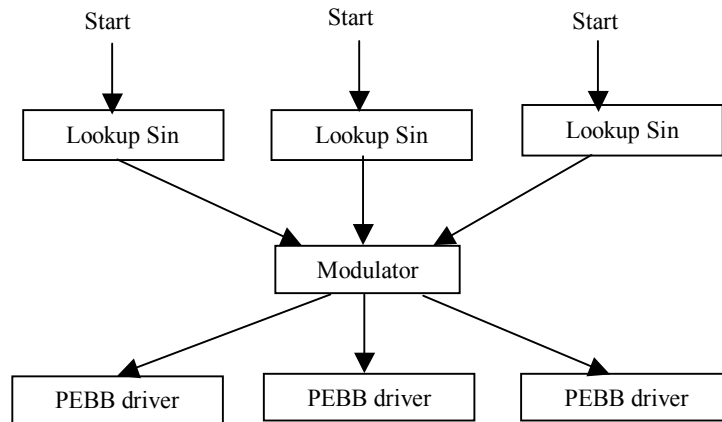 Start
Start
Start
Lookup Sin
Lookup Sin
Lookup Sin
Modulator
PEBB driver
PEBB driver
PEBB driver